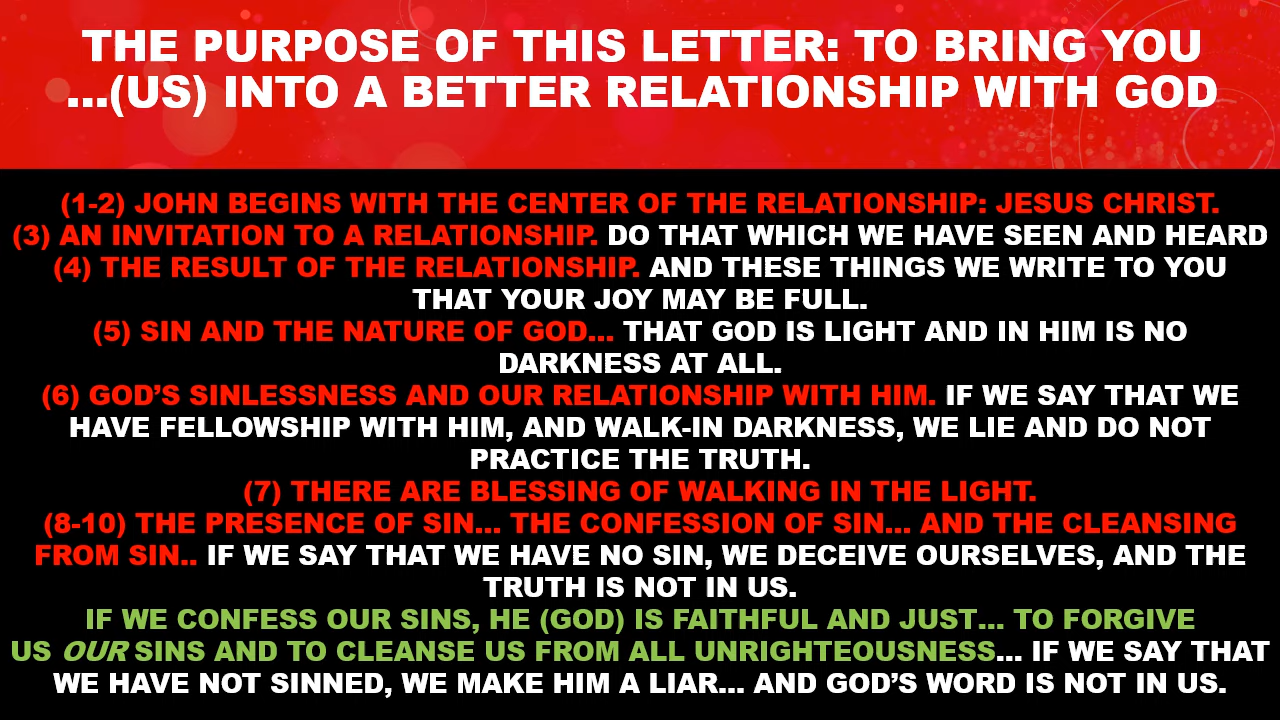 THE PURPOSE OF THIS LETTER: TO BRING YOU
...(US) INTO A BETTER RELATIONSHIP WITH GOD
(1-2) JOHN BEGINS WITH THE CENTER OF THE RELATIONSHIP: JESUS CHRIST.
(3) AN INVITATION TO A RELATIONSHIP. DO THAT WHICH WE HAVE SEEN AND HEARD
(4) THE RESULT OF THE RELATIONSHIP. AND THESE THINGS WE WRITE TO YOU
THAT YOUR JOY MAY BE FULL.
(5) SIN AND THE NATURE OF GOD... THAT GOD IS LIGHT AND IN HIM IS NO
DARKNESS AT ALL.
(6) GOD'S SINLESSNESS AND OUR RELATIONSHIP WITH HIM. IF WE SAY THAT WE
HAVE FELLOWSHIP WITH HIM, AND WALK-IN DARKNESS, WE LIE AND DO NOT
PRACTICE THE TRUTH.
(7) THERE ARE BLESSING OF WALKING IN THE LIGHT.
(8-10) THE PRESENCE OF SIN... THE CONFESSION OF SIN... AND THE CLEANSING
FROM SIN.. IF WE SAY THAT WE HAVE NO SIN, WE DECEIVE OURSELVES, AND THE
TRUTH IS NOT IN US.
IF WE CONFESS OUR SINS, HE (GOD) IS FAITHFUL AND JUST... TO FORGIVE
US OUR SINS AND TO CLEANSE US FROM ALL UNRIGHTEOUSNESS... IF WE SAY THAT
WE HAVE NOT SINNED, WE MAKE HIM A LIAR... AND GOD'S WORD IS NOT IN US.